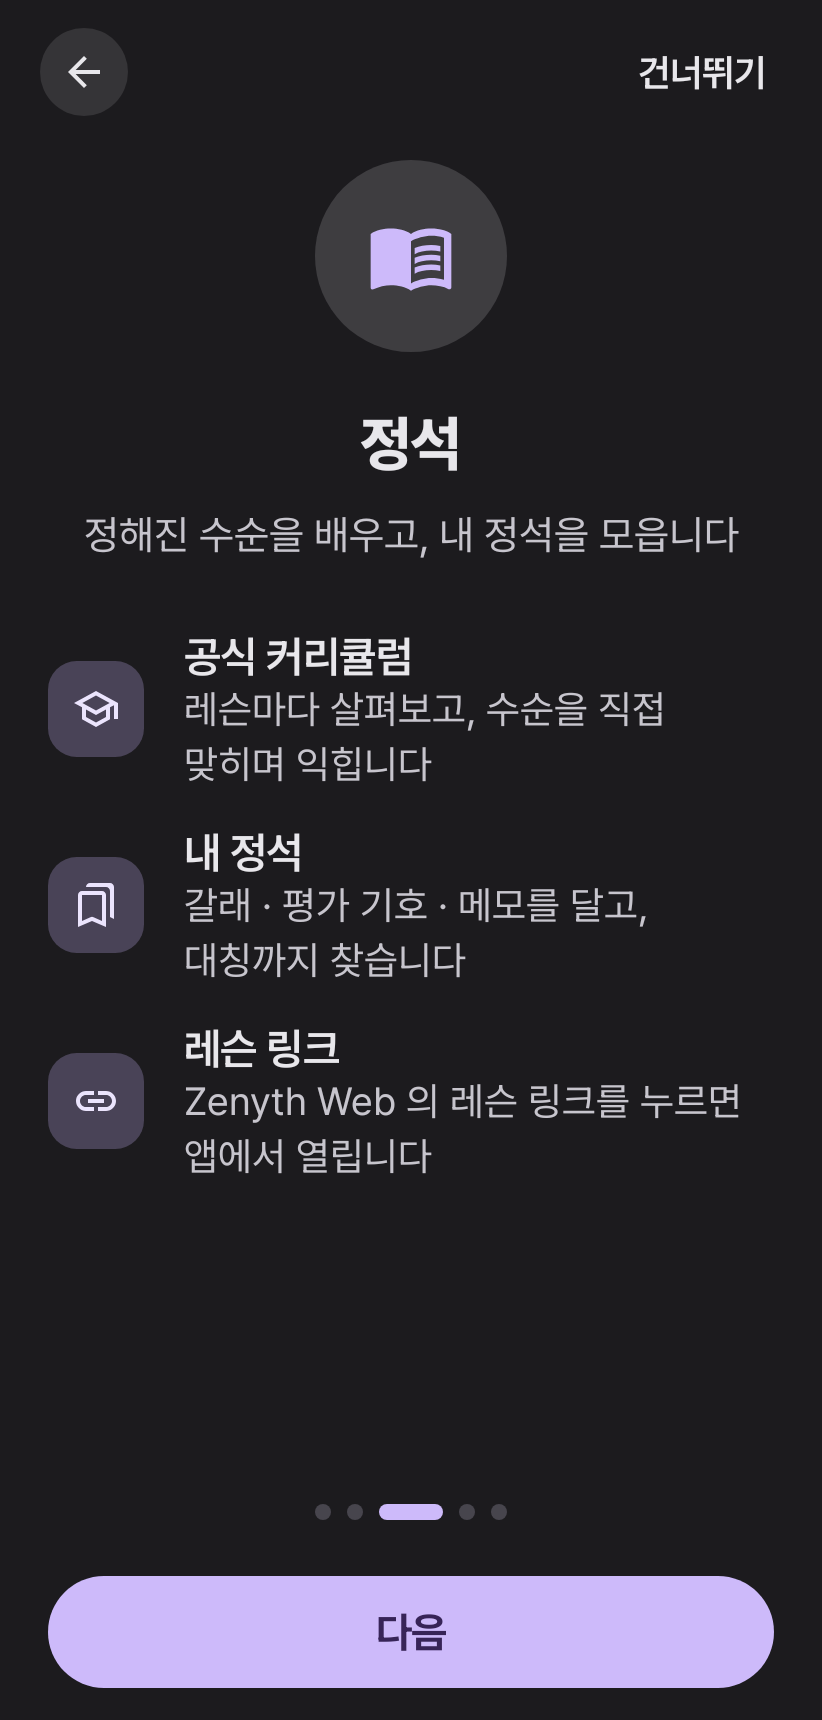 건너뛰기
정석
정해진 수순을 배우고, 내 정석을 모읍니다
공식 커리큘럼
레슨마다 살펴보고, 수순을 직접
맞히며 익힙니다
내 정석
갈래 · 평가 기호 · 메모를 달고,
대칭까지 찾습니다
레슨 링크
Zenyth Web 의 레슨 링크를 누르면
앱에서 열립니다
다음